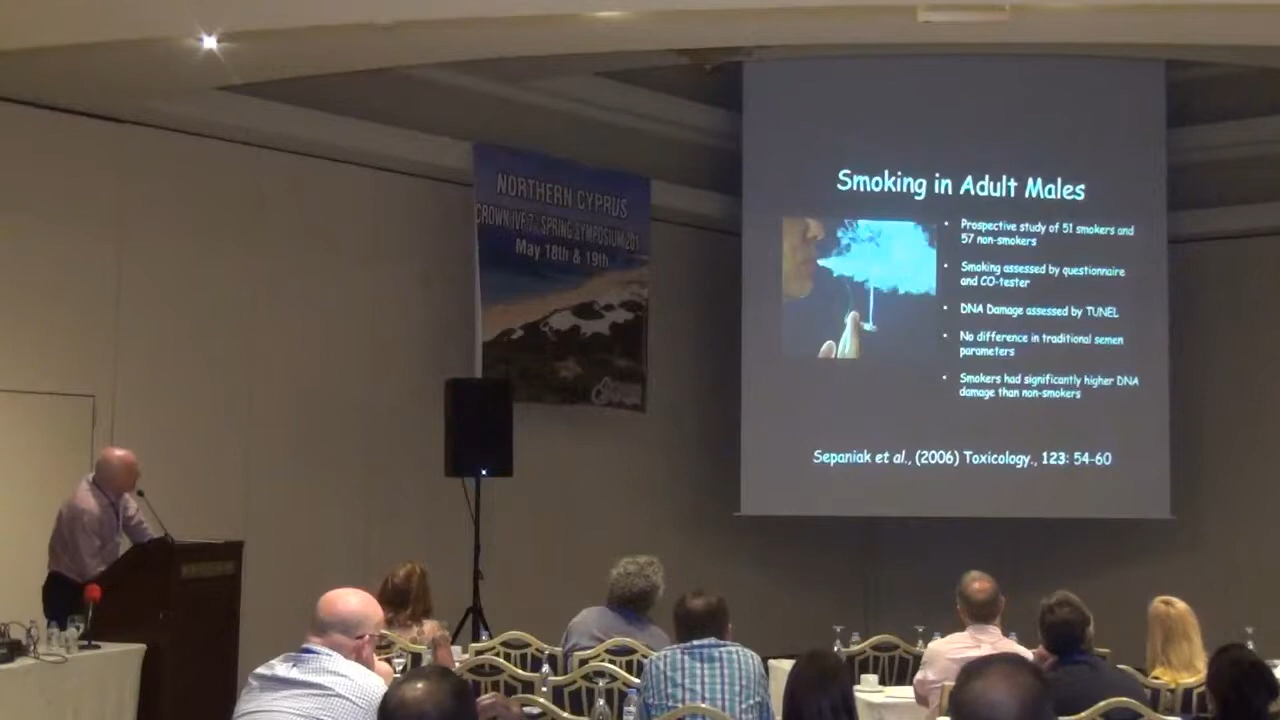 NORTHERN CYPRUS
CROWN IVF 7th SPRING SYMPOSIUM 201
May 18th & 19th
Smoking in Adult Males
• Prospective study of 51 smokers and
57 non-smokers
• Smoking assessed by questionnaire
and CO-tester
• DNA Damage assessed by TUNEL
• No difference in traditional semen
parameters
• Smokers had significantly higher DNA
damage than non-smokers
Sepaniak et al., (2006) Toxicology., 123: 54-60